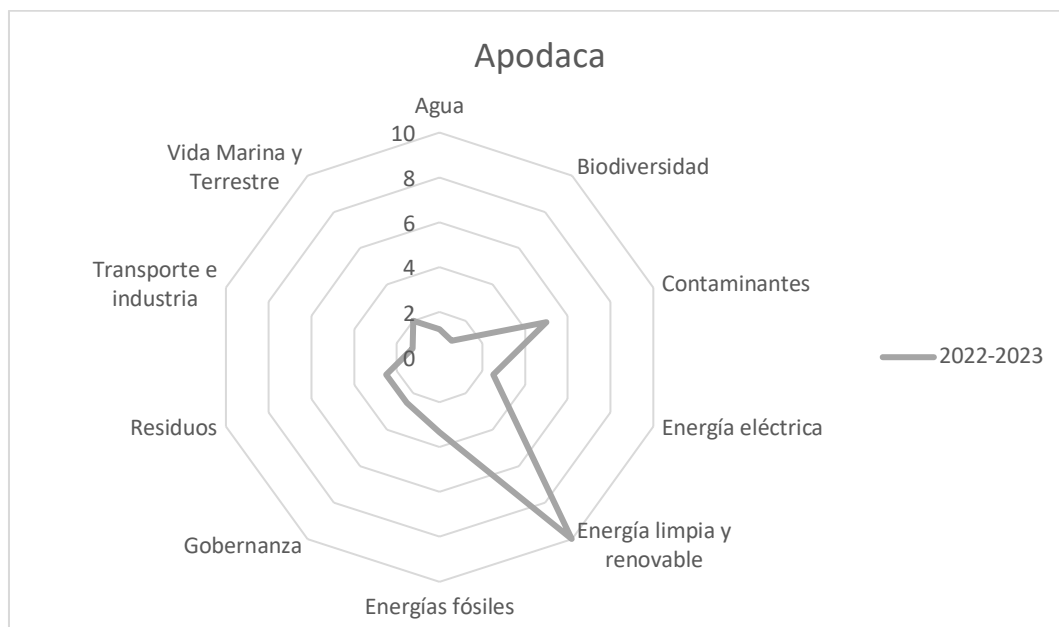 Apodaca
Agua
10
8
6
4
2
0
Biodiversidad
Contaminantes
Energía eléctrica
Energía limpia y
renovable
Energías fósiles
Gobernanza
Residuos
Transporte e
industria
Vida Marina y
Terrestre
2022-2023